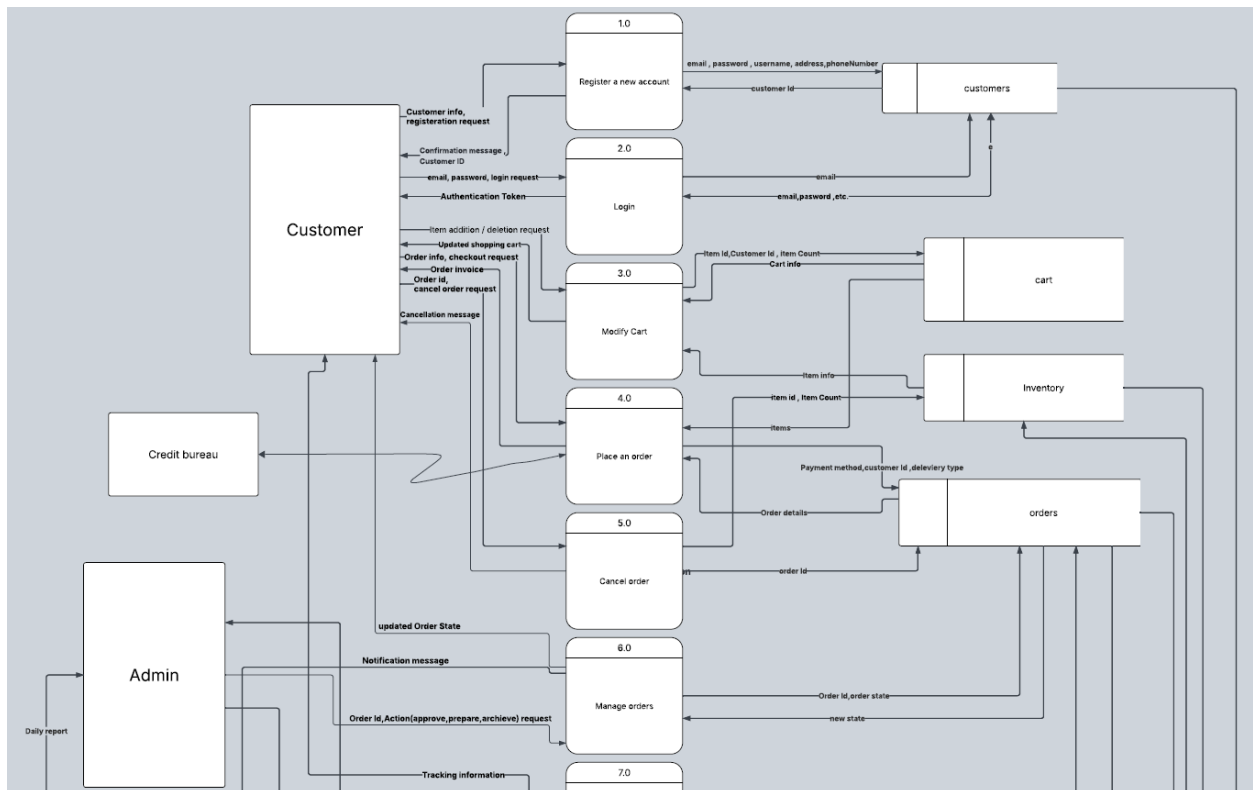 1.0
Register a new account
email , password , username, address,phoneNumber
customer Id
customers
Customer info,
registeration request
Confirmation message ,
Customer ID
2.0
Login
email, password, login request
Authentication Token
email
email,pasword ,etc.
Customer
Item addition / deletion request
Updated shopping cart
Order info, checkout request
Order invoice
Order id,
cancel order request
Cancellation message
3.0
Modify Cart
Item Id,Customer Id , Item Count
Cart info
cart
Item info
Inventory
4.0
Place an order
item id , Item Count
items
Credit bureau
Payment method,customer Id ,deleviery type
Order details
orders
5.0
Cancel order
order Id
Admin
updated Order State
Notification message
6.0
Manage orders
Order Id,order state
new state
Order Id,Action(approve,prepare,archieve) request
Daily report
Tracking information
7.0